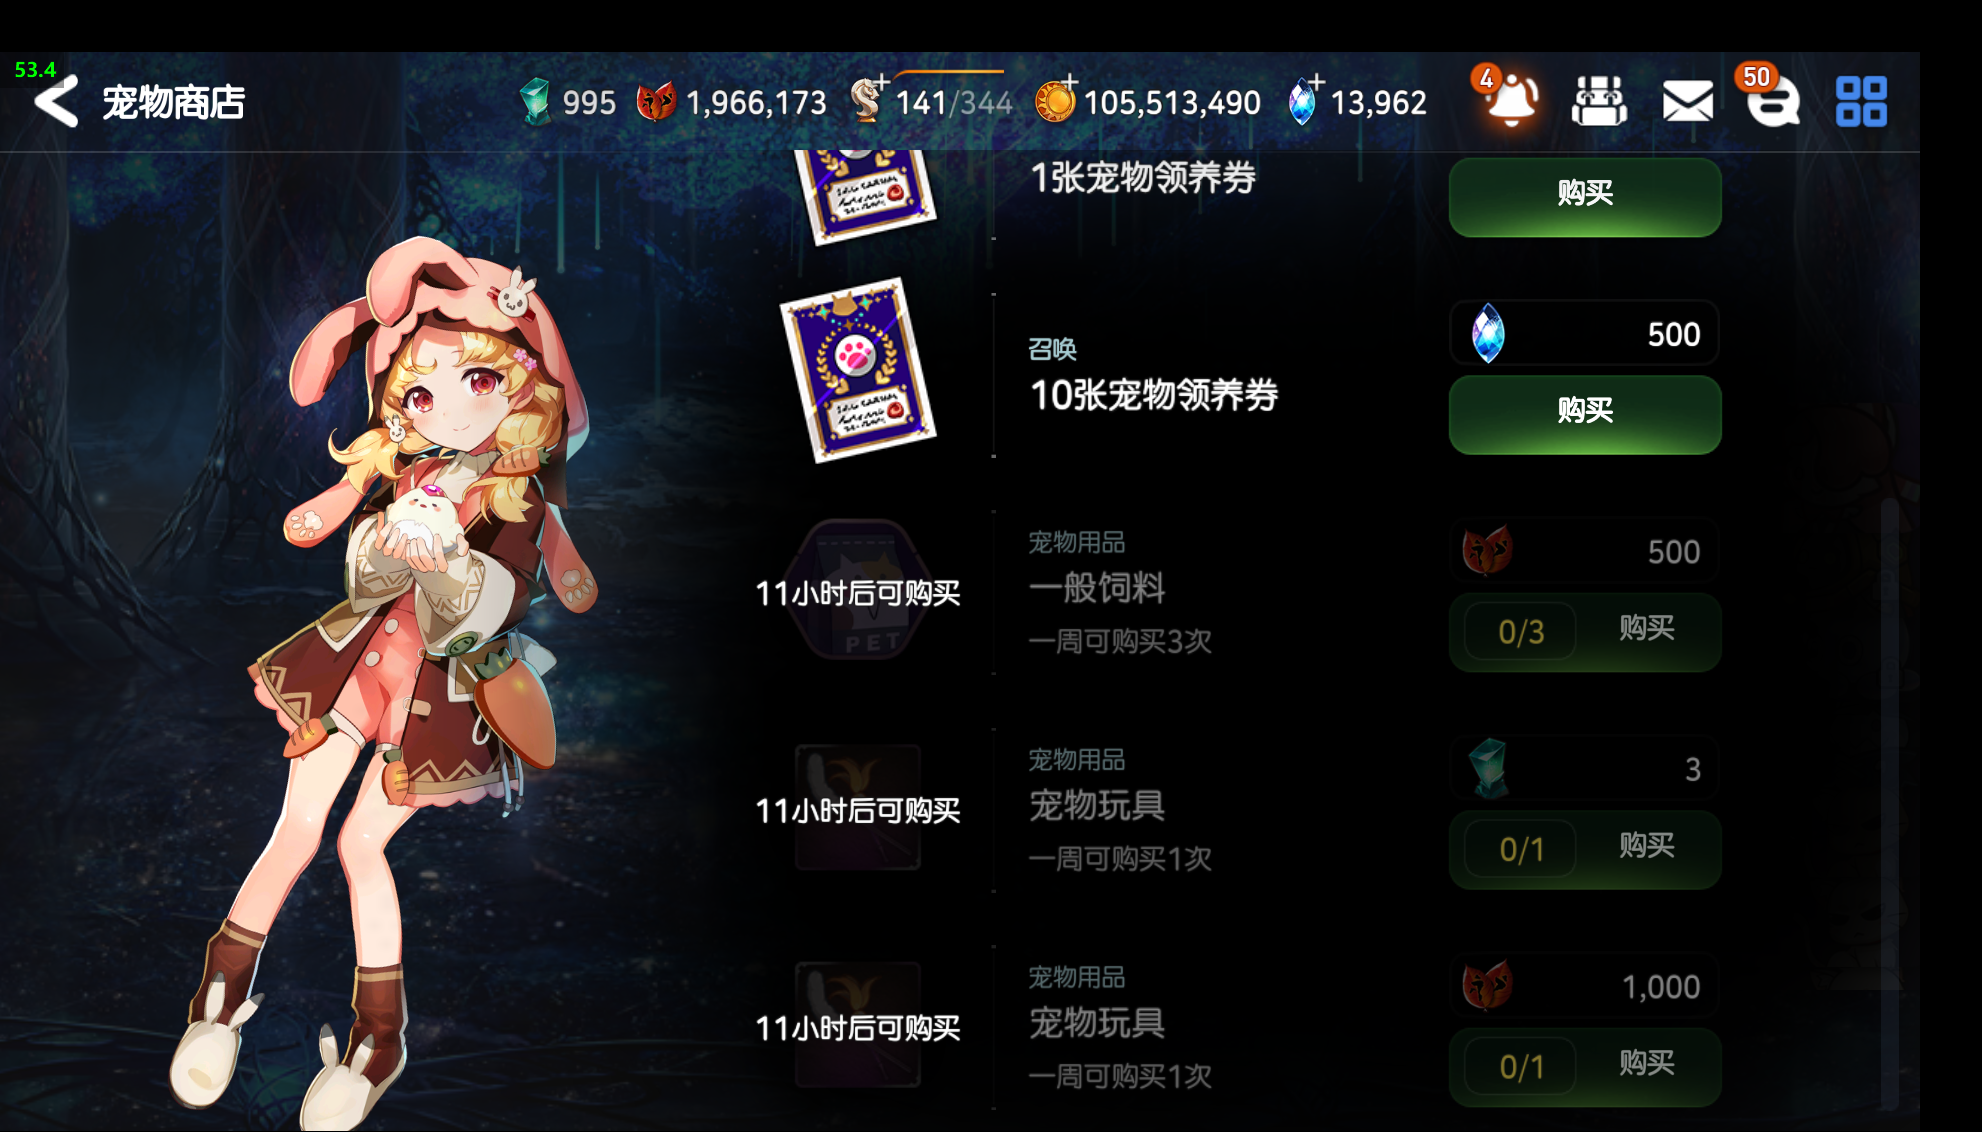 53.4
宠物商店
995
1,966,173
141/344
105,513,490
13,962
4
50
1张宠物领养券
购买
召唤
10张宠物领养券
500
购买
11小时后可购买
PET
宠物用品
一般饲料
一周可购买3次
500
0/3 购买
11小时后可购买
宠物用品
宠物玩具
一周可购买1次
3
0/1 购买
11小时后可购买
宠物用品
宠物玩具
一周可购买1次
1,000
0/1 购买